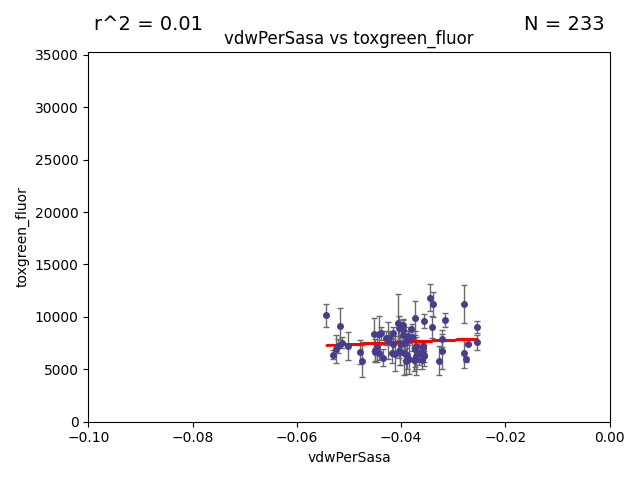 r^2 = 0.01
N = 233
vdwPerSasa vs toxgreen_fluor
35000
30000
25000
20000
15000
10000
5000
0
toxgreen_fluor
−0.10
−0.08
−0.06
−0.04
−0.02
0.00
vdwPerSasa